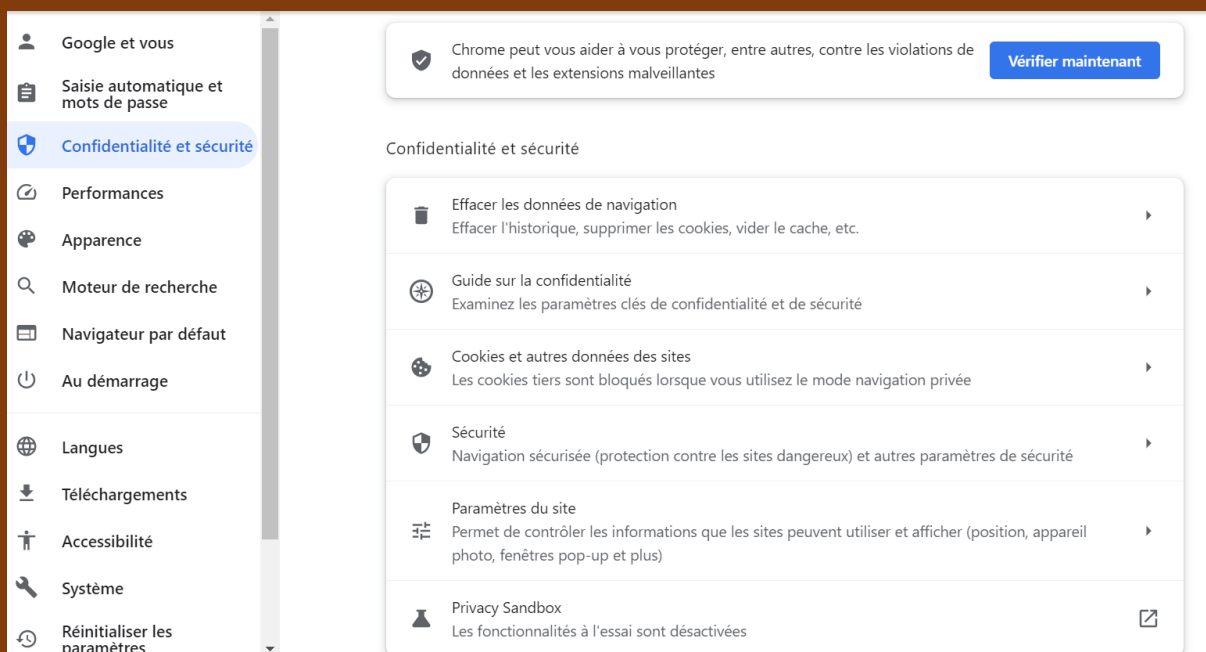 Google et vous
Saisie automatique et
mots de passe
Confidentialité et sécurité
Performances
Apparence
Moteur de recherche
Navigateur par défaut
Au démarrage
Langues
Téléchargements
Accessibilité
Système
Réinitialiser les
paramètres
Chrome peut vous aider à vous protéger, entre autres, contre les violations de
données et les extensions malveillantes
Vérifier maintenant
Confidentialité et sécurité
Effacer les données de navigation
Effacer l'historique, supprimer les cookies, vider le cache, etc.
Guide sur la confidentialité
Examinez les paramètres clés de confidentialité et de sécurité
Cookies et autres données des sites
Les cookies tiers sont bloqués lorsque vous utilisez le mode navigation privée
Sécurité
Navigation sécurisée (protection contre les sites dangereux) et autres paramètres de sécurité
Paramètres du site
Permet de contrôler les informations que les sites peuvent utiliser et afficher (position, appareil
photo, fenêtres pop-up et plus)
Privacy Sandbox
Les fonctionnalités à l'essai sont désactivées